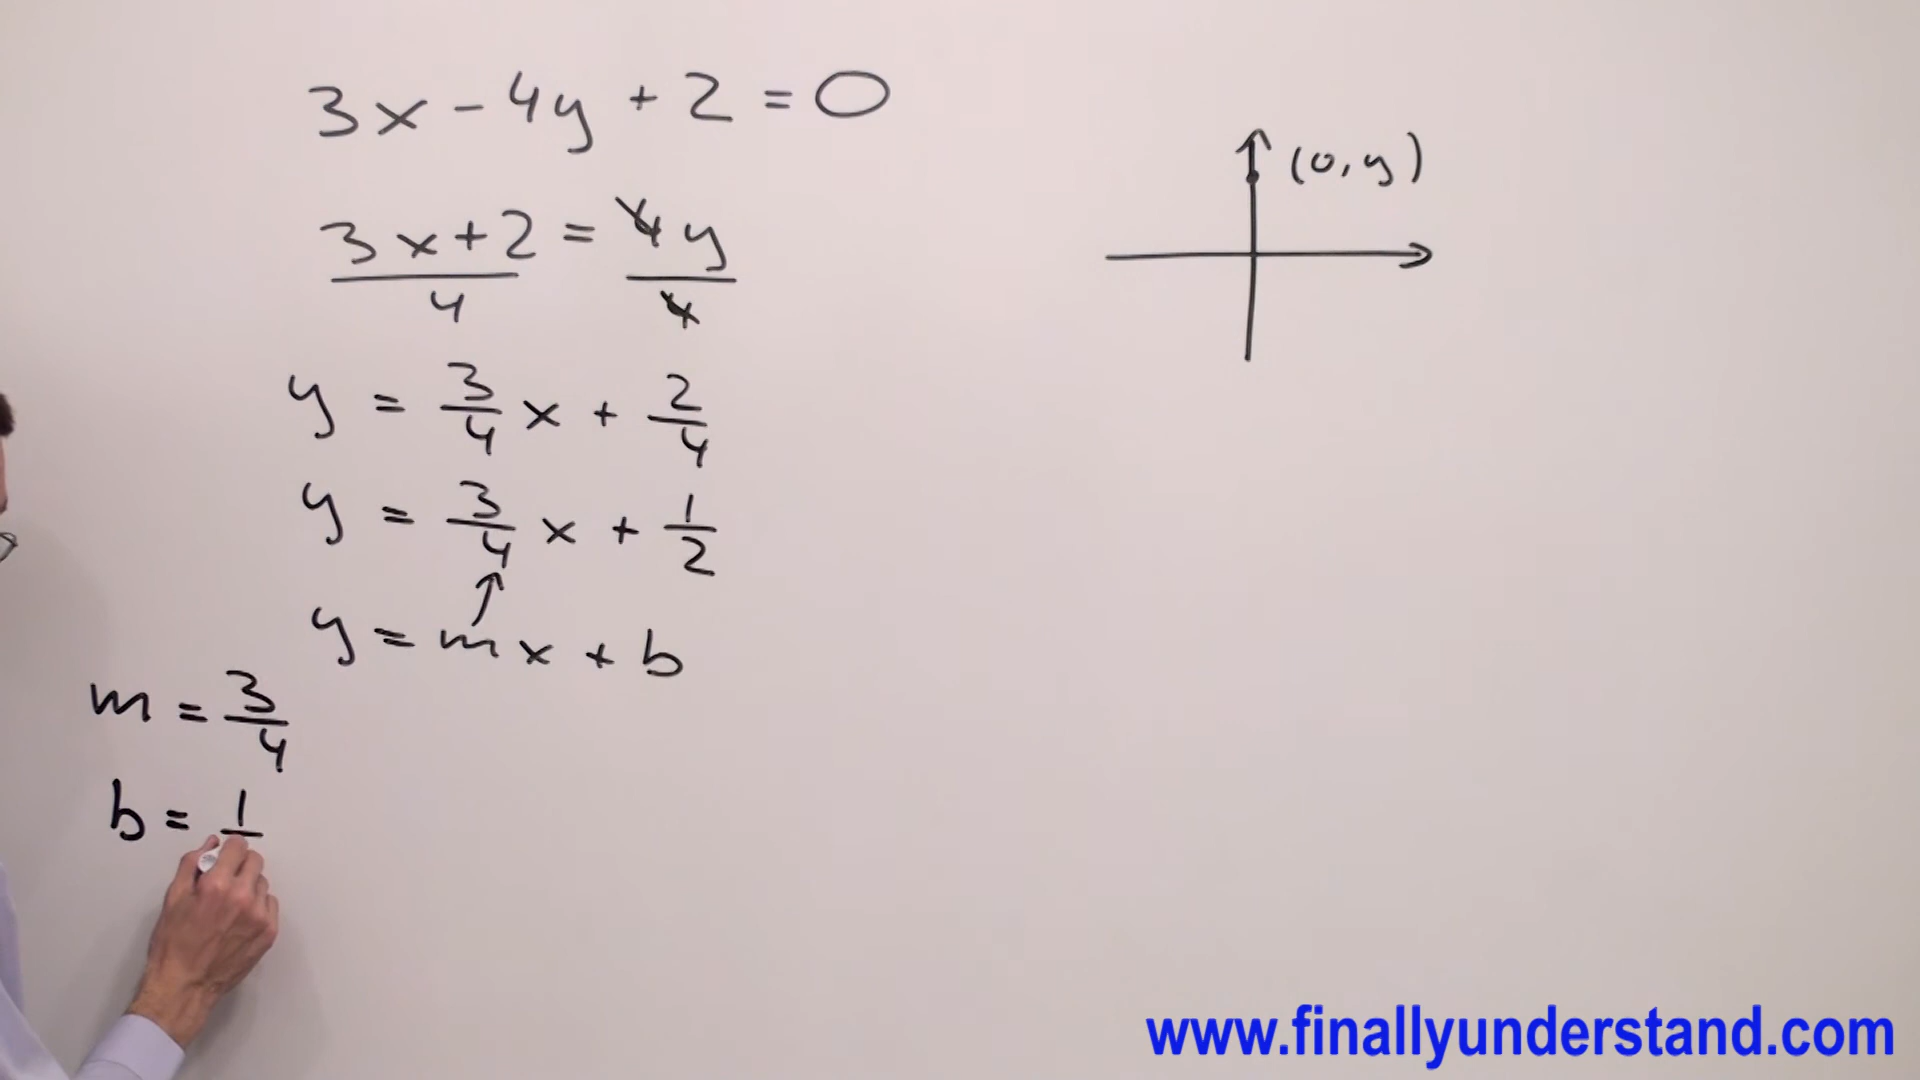 3x - 4y + 2 = 0
3x+2 = 4y
4 4
y = 3/4 x + 2/4
y = 3/4 x + 1/2
y = mx + b
m = 3/4
b = 1
(0, y)
www.finallyunderstand.com